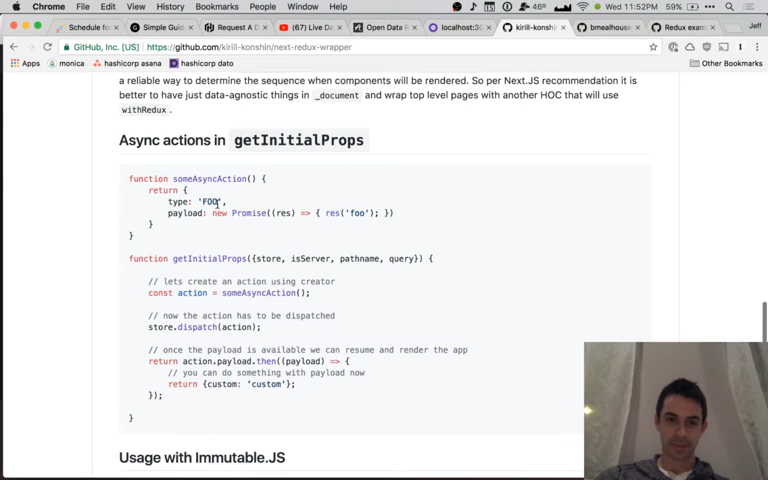 Chrome File Edit View History Bookmarks People Window Help 46° Wed 11:52PM 59%
Schedule fo Simple Guid Request A D (6) Live Da Open Data R localhost:30 kirill-konshin bmealhouse Redux exam Jeff
GitHub, Inc. [US] https://github.com/kirill-konshin/next-redux-wrapper
Apps monica hashicorp asana hashicorp dato Other Bookmarks
a reliable way to determine the sequence when components will be rendered. So per Next.JS recommendation it is
better to have just data-agnostic things in _document and wrap top level pages with another HOC that will use
withRedux .
Async actions in getInitialProps
function someAsyncAction() {
return {
type: 'FOO',
payload: new Promise((res) => { res('foo'); })
}
}
function getInitialProps({store, isServer, pathname, query}) {
// lets create an action using creator
const action = someAsyncAction();
// now the action has to be dispatched
store.dispatch(action);
// once the payload is available we can resume and render the app
return action.payload.then((payload) => {
// you can do something with payload now
return {custom: 'custom'};
});
}
Usage with Immutable.JS